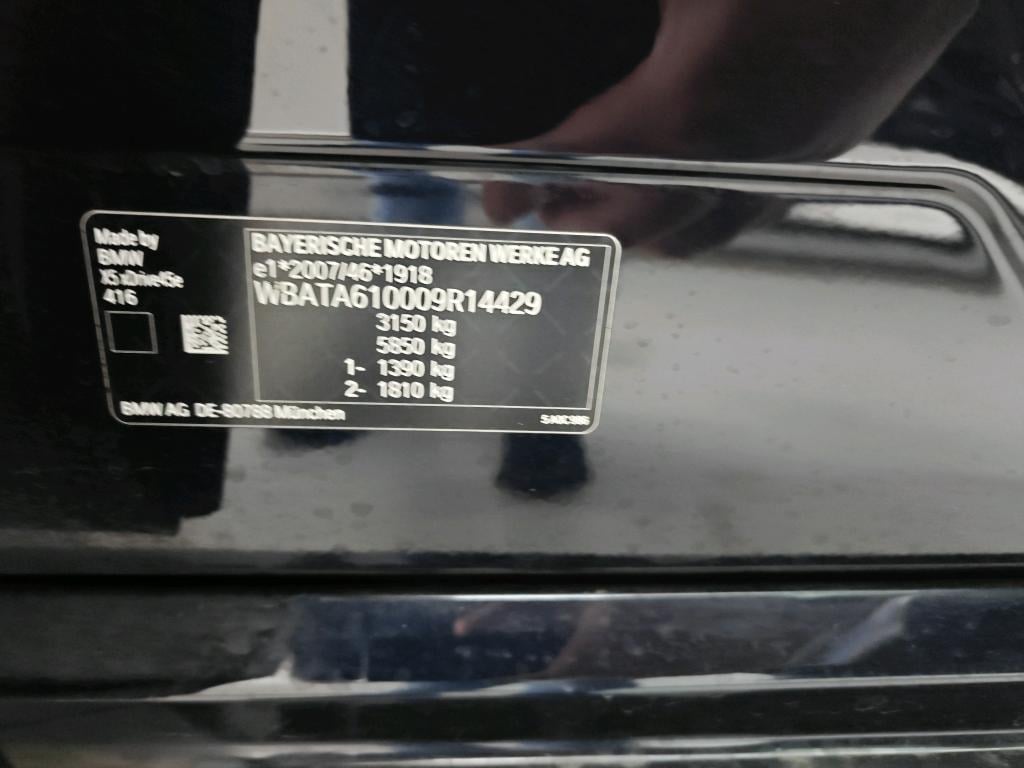 Made by
BMW
X5 xDrive45e
416
BAYERISCHE MOTOREN WERKE AG
e1*2007/46*1918
WBATA610009R14429
3150 kg
5850 kg
1- 1390 kg
2- 1810 kg
BMW AG DE-80788 München